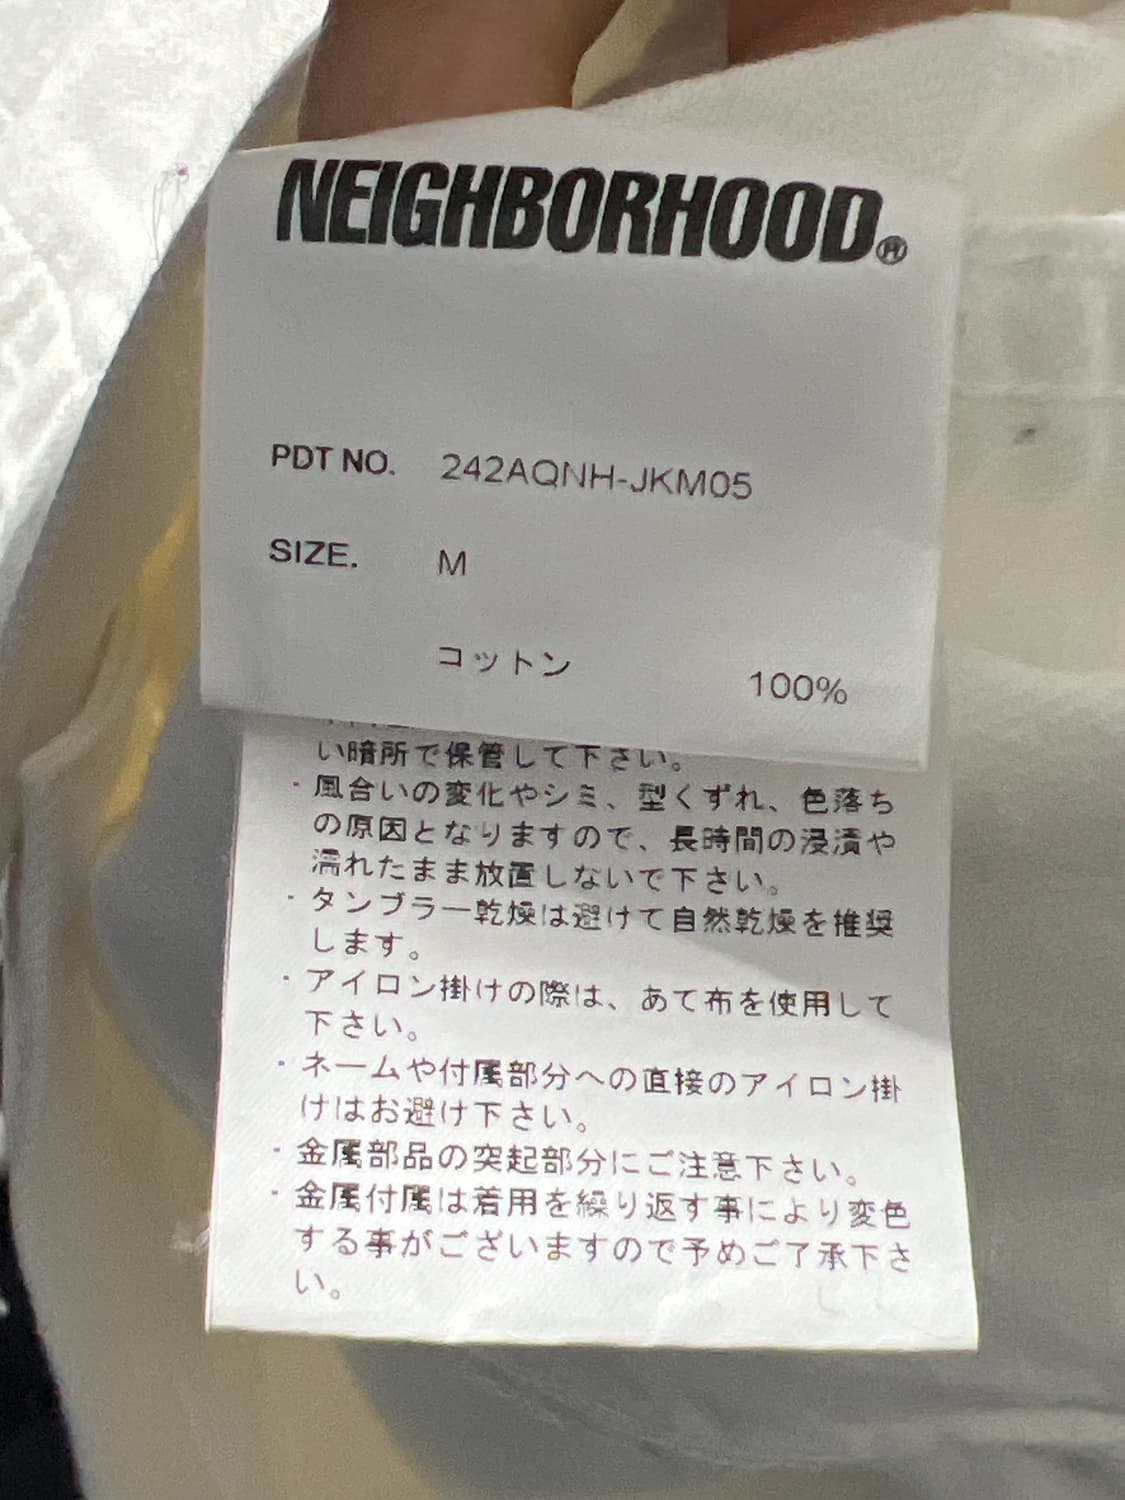 NEIGHBORHOOD®
PDT NO. 242AQNH-JKM05
SIZE. M
コットン 100%
い暗所で保管して下さい。
・風合いの変化やシミ、型くずれ、色落ち
の原因となりますので、長時間の浸漬や
濡れたまま放置しないで下さい。
・タンブラー乾燥は避けて自然乾燥を推奨
します。
・アイロン掛けの際は、あて布を使用して
下さい。
・ネームや付属部分への直接のアイロン掛
けはお避け下さい。
・金属部品の突起部分にご注意下さい。
・金属付属は着用を繰り返す事により変色
する事がございますので予めご了承下さ
い。